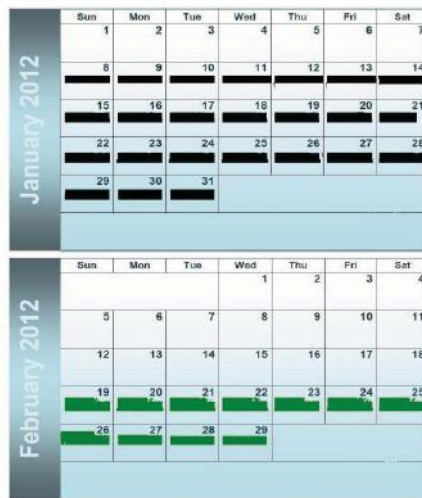 January 2012
Sun Mon Tue Wed Thu Fri Sat
1 2 3 4 5 6 7
8 9 10 11 12 13 14
15 16 17 18 19 20 21
22 23 24 25 26 27 28
29 30 31
February 2012
Sun Mon Tue Wed Thu Fri Sat
1 2 3 4
5 6 7 8 9 10 11
12 13 14 15 16 17 18
19 20 21 22 23 24 25
26 27 28 29